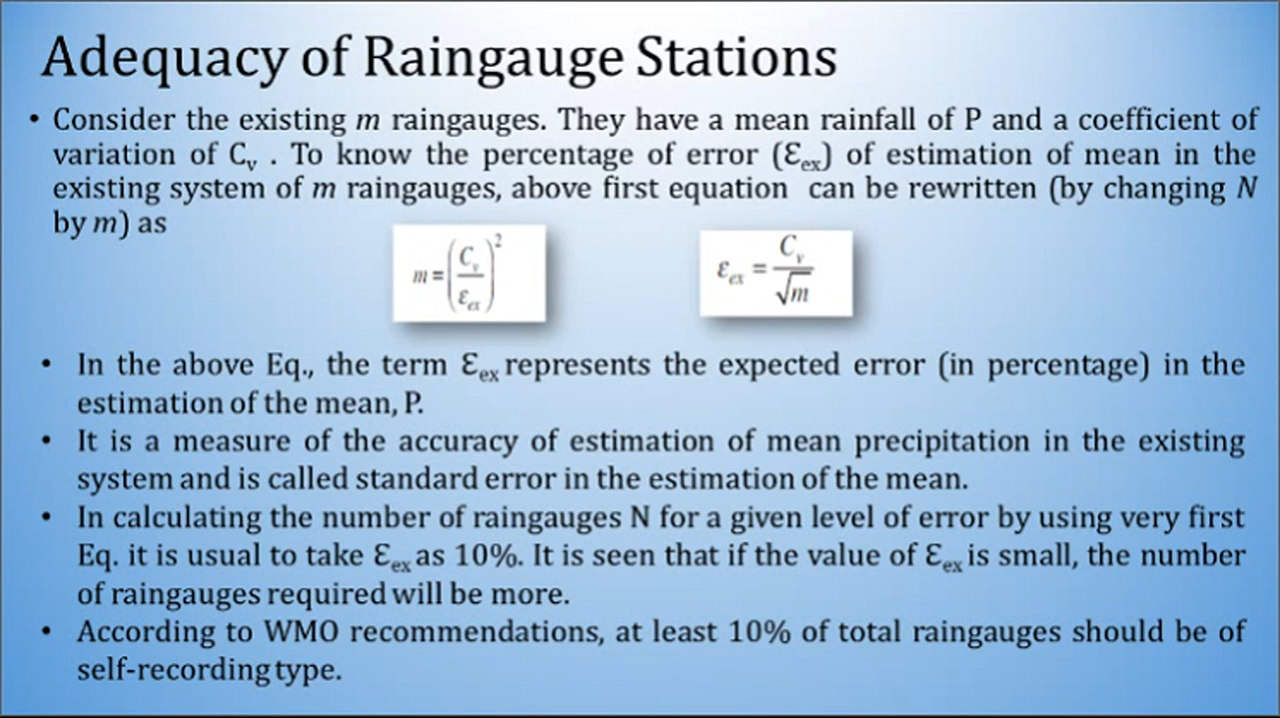 Adequacy of Raingauge Stations
• Consider the existing m raingauges. They have a mean rainfall of P and a coefficient of
variation of Cv . To know the percentage of error (Ɛex) of estimation of mean in the
existing system of m raingauges, above first equation can be rewritten (by changing N
by m) as
m = (Cv / εex)²
εex = Cv / √m
• In the above Eq., the term Ɛex represents the expected error (in percentage) in the
estimation of the mean, P.
• It is a measure of the accuracy of estimation of mean precipitation in the existing
system and is called standard error in the estimation of the mean.
• In calculating the number of raingauges N for a given level of error by using very first
Eq. it is usual to take Ɛex as 10%. It is seen that if the value of Ɛex is small, the number
of raingauges required will be more.
• According to WMO recommendations, at least 10% of total raingauges should be of
self-recording type.